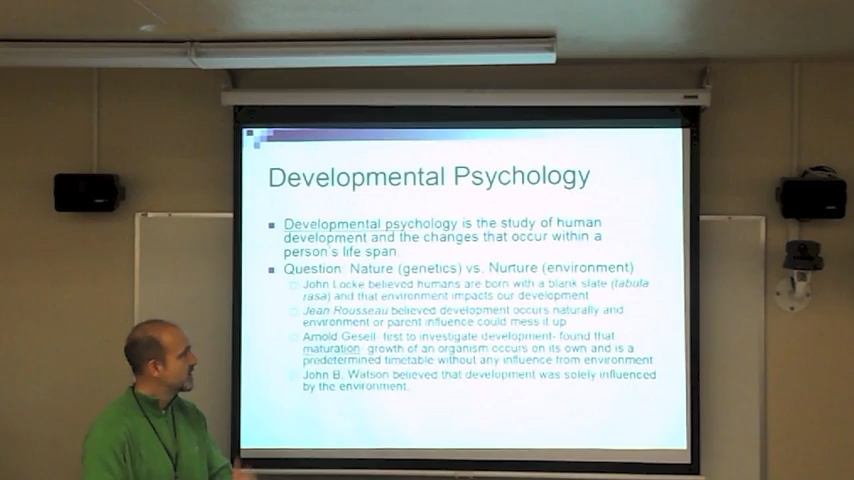 Developmental Psychology
Developmental psychology is the study of human
development and the changes that occur within a
person's life span.
Question: Nature (genetics) vs. Nurture (environment)
John Locke believed humans are born with a blank slate (tabula
rasa) and that environment impacts our development
Jean Rousseau believed development occurs naturally and
environment or parent influence could mess it up
Arnold Gesell- first to investigate development- found that
maturation: growth of an organism occurs on its own and is a
predetermined timetable without any influence from environment
John B. Watson believed that development was solely influenced
by the environment.